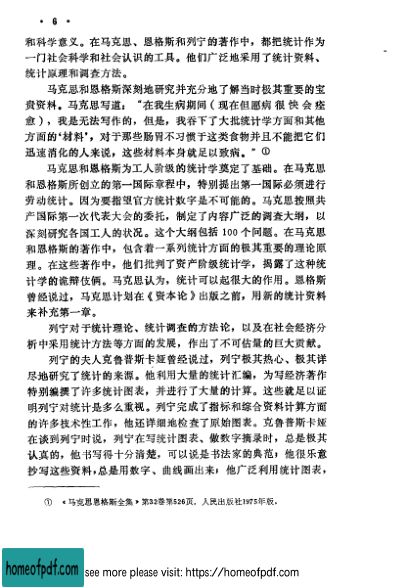 · 6 ·
和科学意义。在马克思、恩格斯和列宁的著作中，都把统计作为
一门社会科学和社会认识的工具。他们广泛地采用了统计资料、
统计原理和调查方法。
马克思和恩格斯深刻地研究并充分地了解当时极其重要的宝
贵资料。马克思写道：“在我生病期间（现在但愿病很快会痊
愈），我是无法写作的，但是，我吞下了大批统计学方面和其他
方面的‘材料’，对于那些肠胃不习惯于这类食物并且不能把它们
迅速消化的人来说，这些材料本身就足以致病。”①
马克思和恩格斯为工人阶级的统计学奠定了基础。在马克思
和恩格斯所创立的第一国际章程中，特别提出第一国际必须进行
劳动统计。因为要指望官方统计数字是不可能的。马克思按照共
产国际第一次代表大会的委托，制定了内容广泛的调查大纲，以
深刻研究各国工人的状况。这个大纲包括 100 个问题。在马克思
和恩格斯的著作中，包含着一系列统计方面的极其重要的理论原
理。在这些著作中，他们批判了资产阶级统计学，揭露了这种统
计学的诡辩伎俩。马克思认为，统计可以起很大的作用。恩格斯
曾经说过，马克思计划在《资本论》出版之前，用新的统计资料
来补充第一章。
列宁对于统计理论、统计调查的方法论，以及在社会经济分
析中采用统计方法等方面的发展，作出了不可估量的巨大贡献。
列宁的夫人克鲁普斯卡娅曾经说过，列宁极其热心、极其详
尽地研究了统计的来源。他利用大量的统计汇编，为写经济著作
特别编撰了许多统计图表，并进行了大量的计算。这些就足以证
明列宁对统计是多么重视。列宁完成了指标和综合资料计算方面
的许多技术性工作，他还详细地检查了原始图表。克鲁普斯卡娅
在谈到列宁时说，列宁在写统计图表、做数字摘录时，总是极其
认真的，他书写得十分清楚，可以说是书法家的典范；他很乐意
抄写这些资料，总是用数字、曲线画出来；他广泛利用统计图表，
① 《马克思恩格斯全集》第32卷第526页，人民出版社1975年版。
homeofpdf.com
see more please visit: https://homeofpdf.com